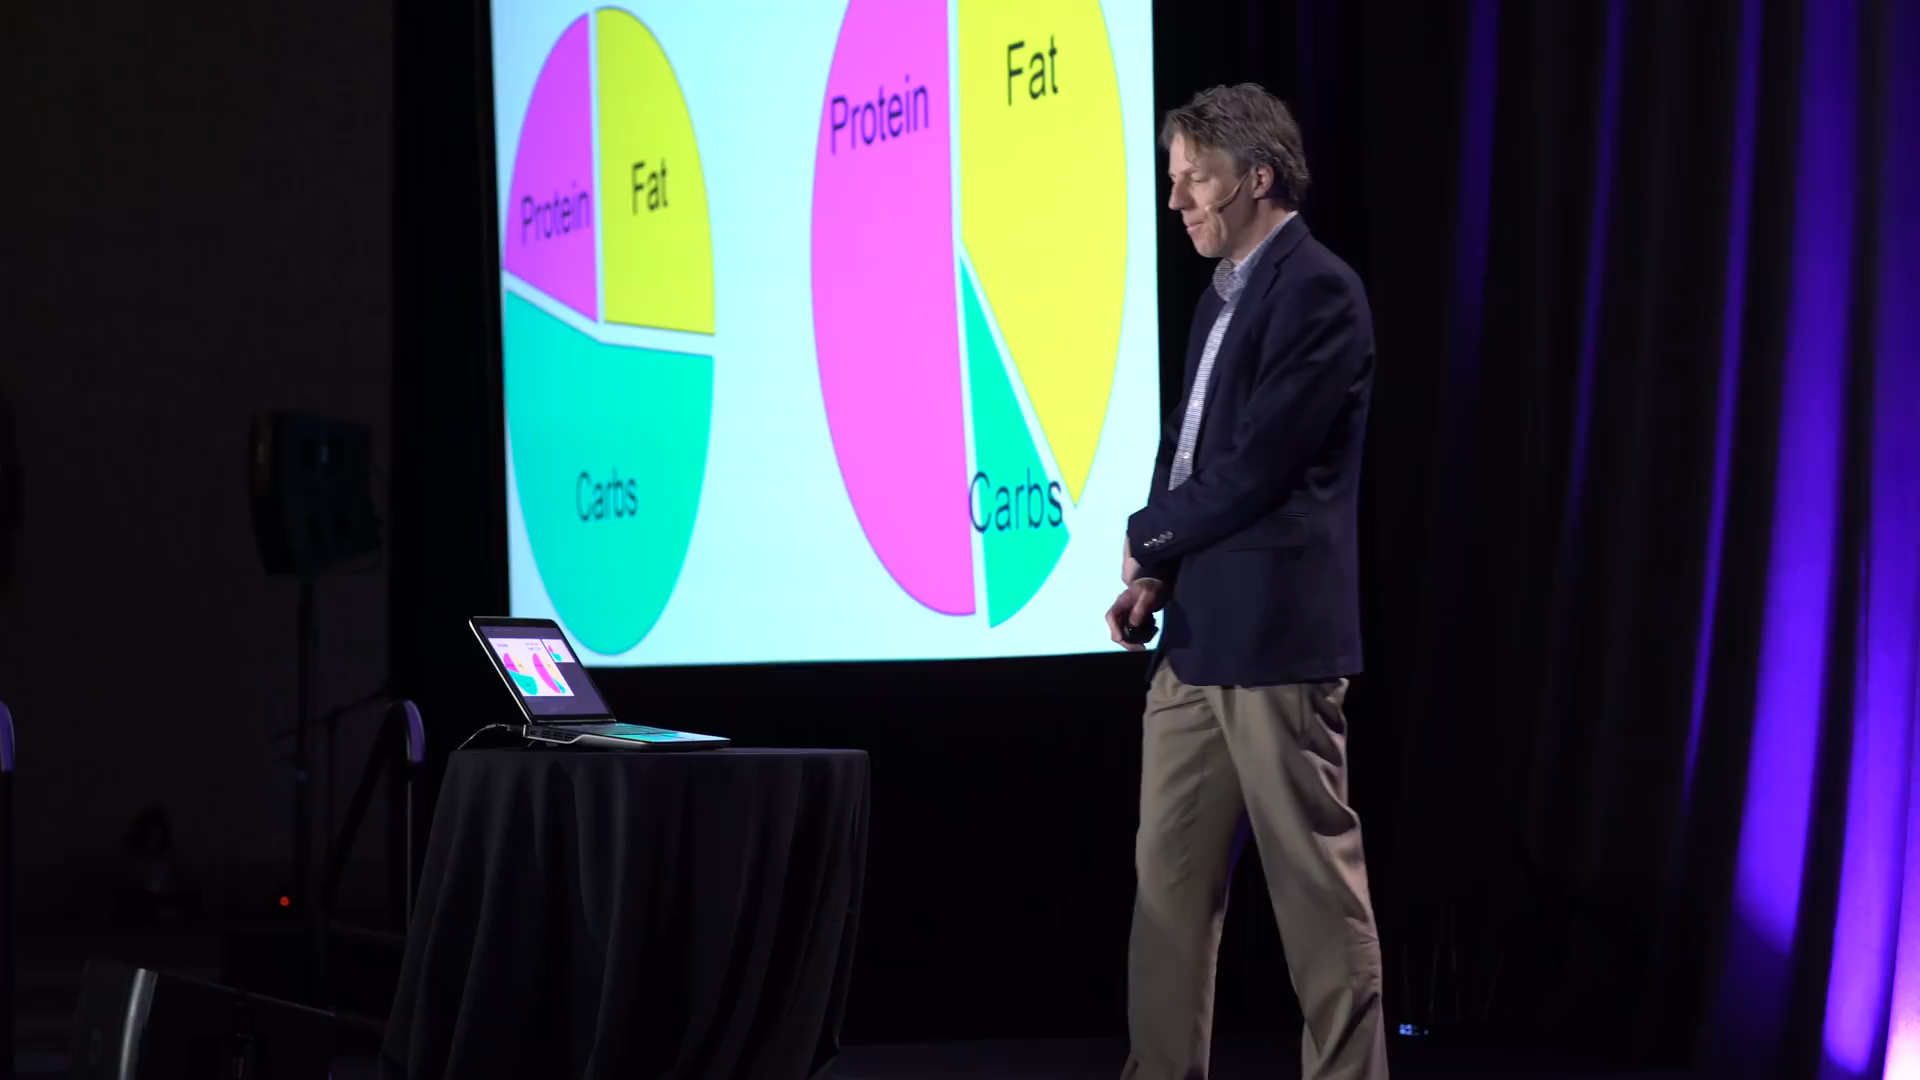 Protein
Fat
Carbs
Protein
Fat
Carbs